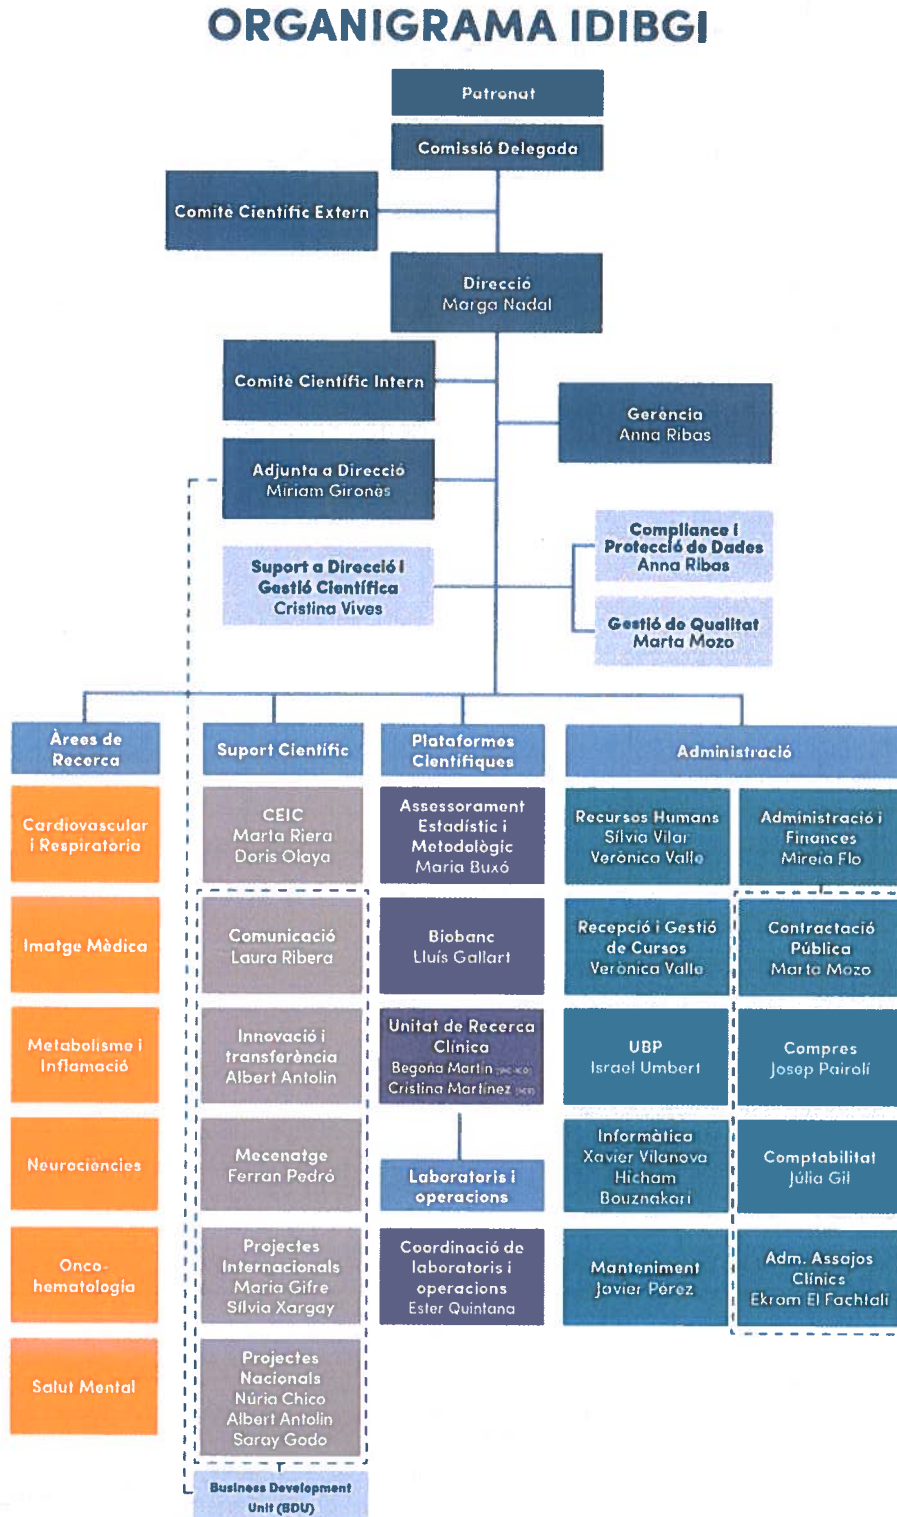 ORGANIGRAMA IDIBGI
Patronat
Comissió Delegada
Comitè Científic Extern
Direcció
Marga Nadal
Comitè Científic Intern
Gerència
Anna Ribas
Adjunta a Direcció
Míriam Gironès
Compliance i
Protecció de Dades
Anna Ribas
Suport a Direcció i
Gestió Científica
Cristina Vives
Gestió de Qualitat
Marta Mozo
Àrees de
Recerca
Suport Científic
Plataformes
Científiques
Administració
Cardiovascular
i Respiratòria
CEIC
Marta Riera
Doris Olaya
Assessorament
Estadístic i
Metodològic
Maria Buxó
Recursos Humans
Sílvia Vilar
Verònica Valle
Administració i
Finances
Mireia Flo
Imatge Mèdica
Comunicació
Laura Ribera
Biobanc
Lluís Gallart
Recepció i Gestió
de Cursos
Verònica Valle
Contractació
Pública
Marta Mozo
Metabolisme i
Inflamació
Innovació i
transferència
Albert Antolin
Unitat de Recerca
Clínica
Begoña Martin
Cristina Martínez
UBP
Israel Umbert
Compres
Josep Pairolí
Neurociències
Mecenatge
Ferran Pedró
Laboratoris i
operacions
Informàtica
Xavier Vilanova
Hicham
Bouznakari
Comptabilitat
Júlia Gil
Onco-
hematologia
Projectes
Internacionals
Maria Gifre
Sílvia Xargay
Coordinació de
laboratoris i
operacions
Ester Quintana
Manteniment
Javier Pérez
Adm. Assajos
Clínics
Ekram El Fachtali
Salut Mental
Projectes
Nacionals
Núria Chico
Albert Antolin
Saray Godo
Business Development
Unit (BDU)